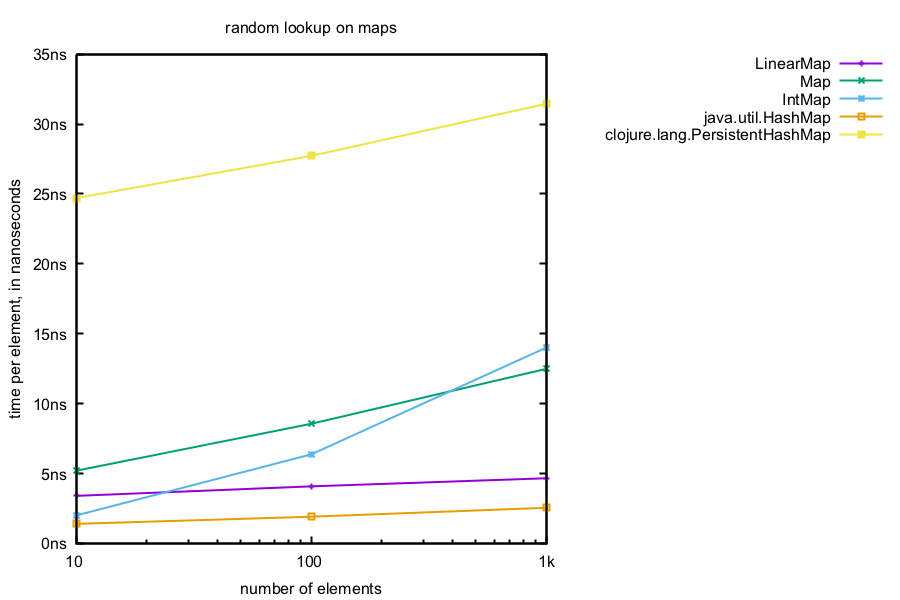 random lookup on maps
35ns
30ns
25ns
20ns
15ns
10ns
5ns
0ns
10
100
1k
time per element, in nanoseconds
number of elements
LinearMap
Map
IntMap
java.util.HashMap
clojure.lang.PersistentHashMap